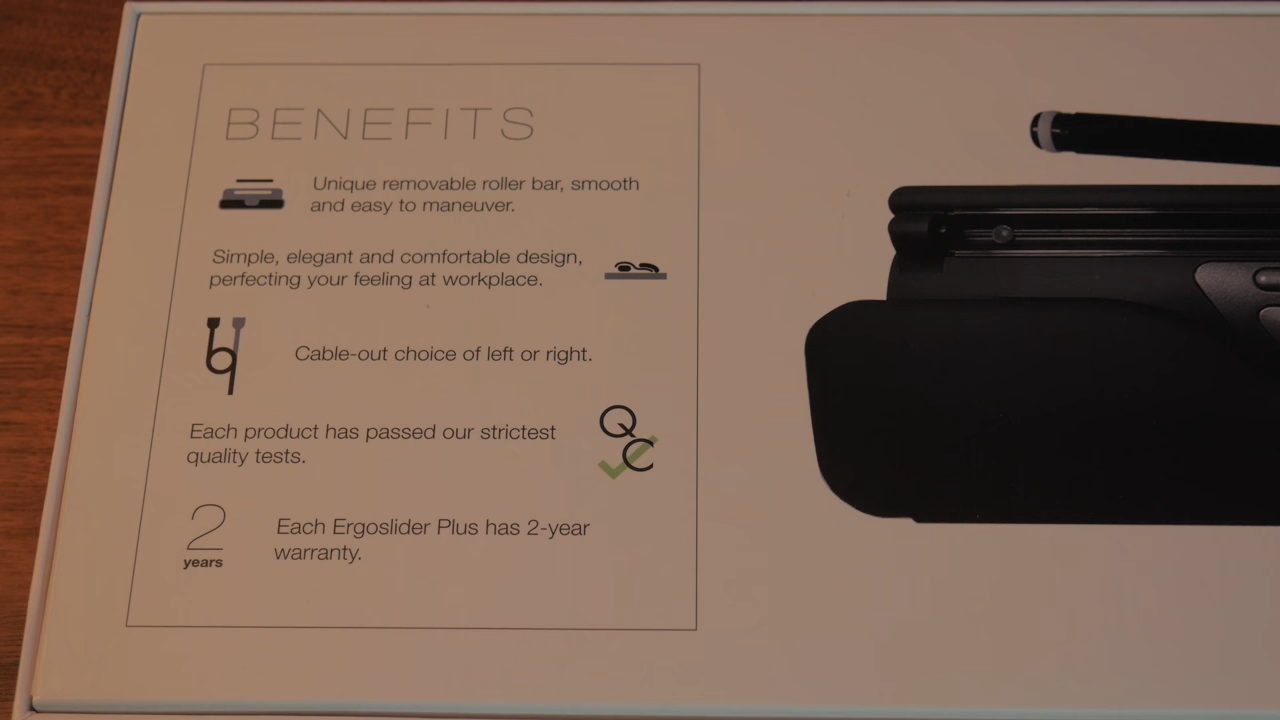 BENEFITS
Unique removable roller bar, smooth
and easy to maneuver.
Simple, elegant and comfortable design,
perfecting your feeling at workplace.
Cable-out choice of left or right.
Each product has passed our strictest
quality tests.
QC
2
years
Each Ergoslider Plus has 2-year
warranty.